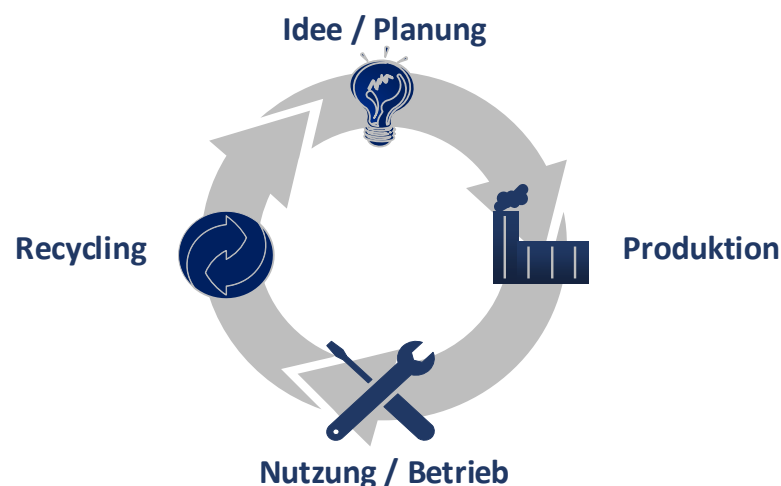 Idee / Planung
Recycling
Produktion
Nutzung / Betrieb